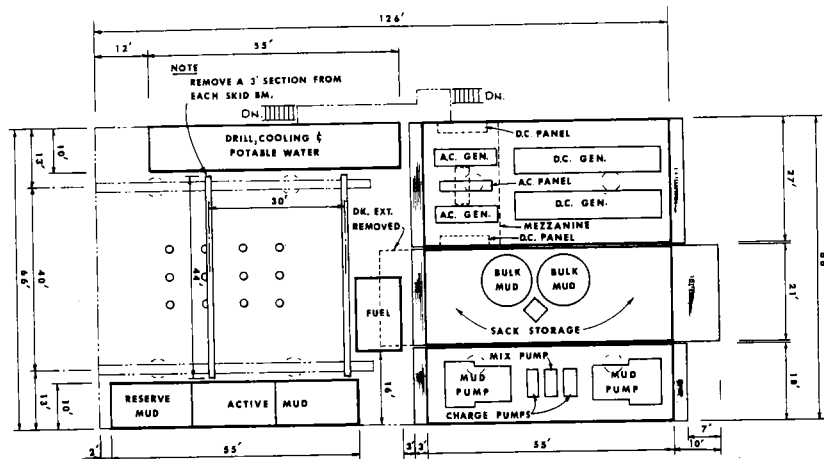 126'
12'
55'
NOTE
REMOVE A 3' SECTION FROM
EACH SKID BM.
DN.
DN.
DRILL, COOLING &
POTABLE WATER
D.C. PANEL
A.C. GEN.
D.C. GEN.
A.C. PANEL
D.C. GEN.
A.C. GEN.
MEZZANINE
D.C. PANEL
30'
DK. EXT.
REMOVED
44'
13'
10'
66'
40'
13'
10'
27'
21'
18'
FUEL
BULK
MUD
BULK
MUD
SACK STORAGE
MIX PUMP
MUD
PUMP
MUD
PUMP
CHARGE PUMPS
16'
RESERVE
MUD
ACTIVE MUD
2'
55'
3'
3'
55'
7'
10'